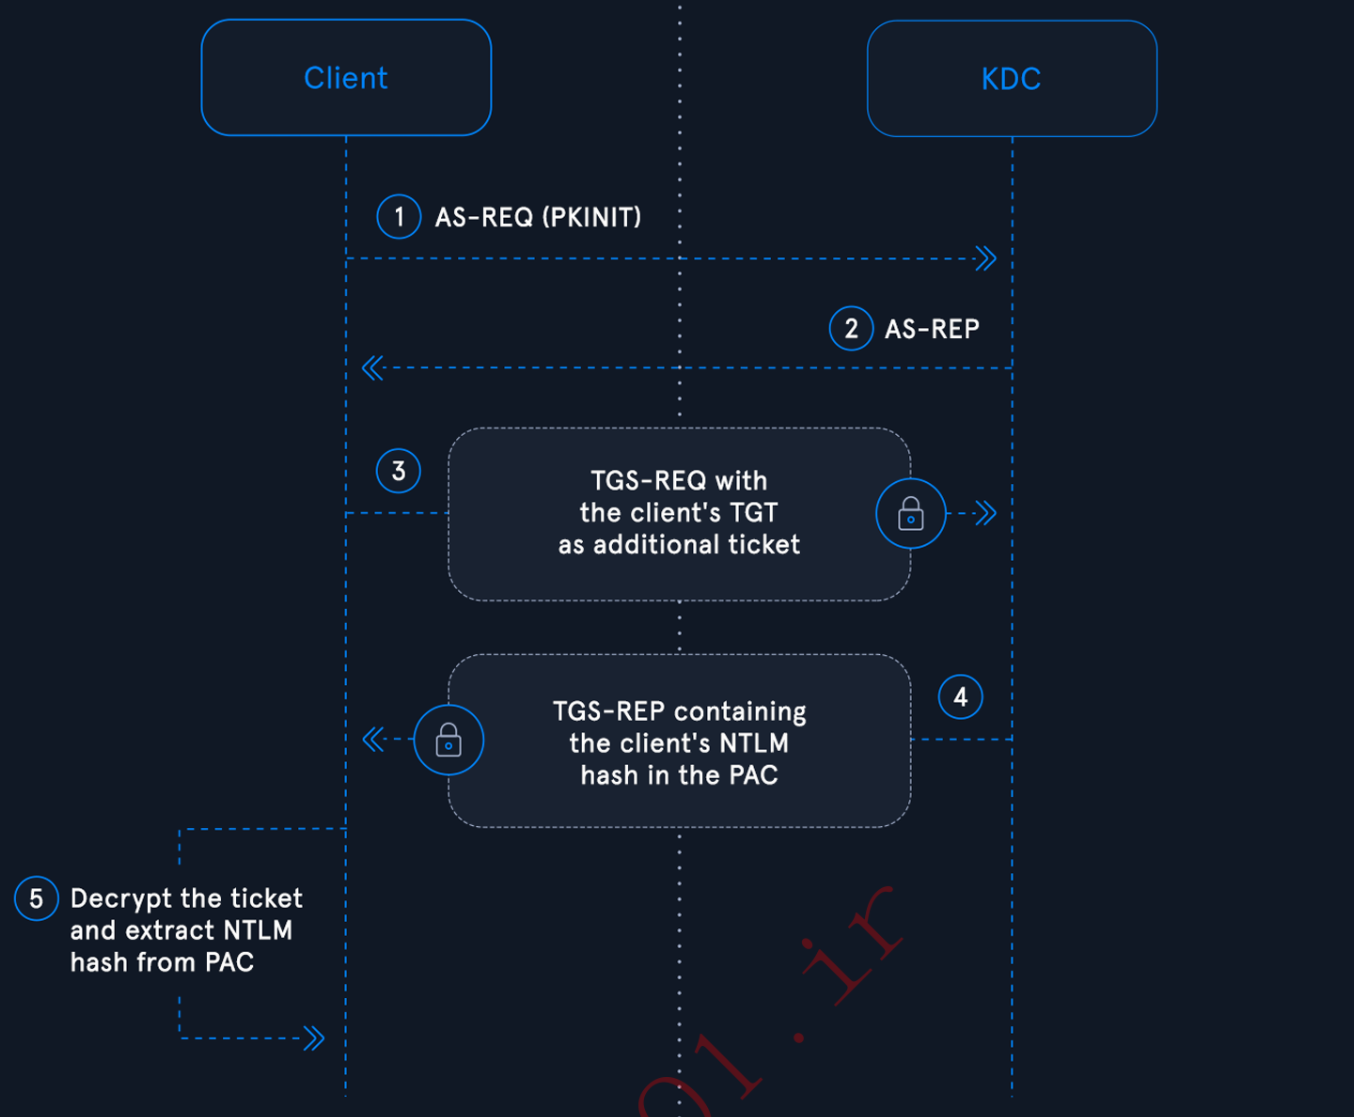 Client
KDC
1 AS-REQ (PKINIT)
2 AS-REP
3
TGS-REQ with
the client's TGT
as additional ticket
TGS-REP containing
the client's NTLM
hash in the PAC
4
5 Decrypt the ticket
and extract NTLM
hash from PAC
.ir